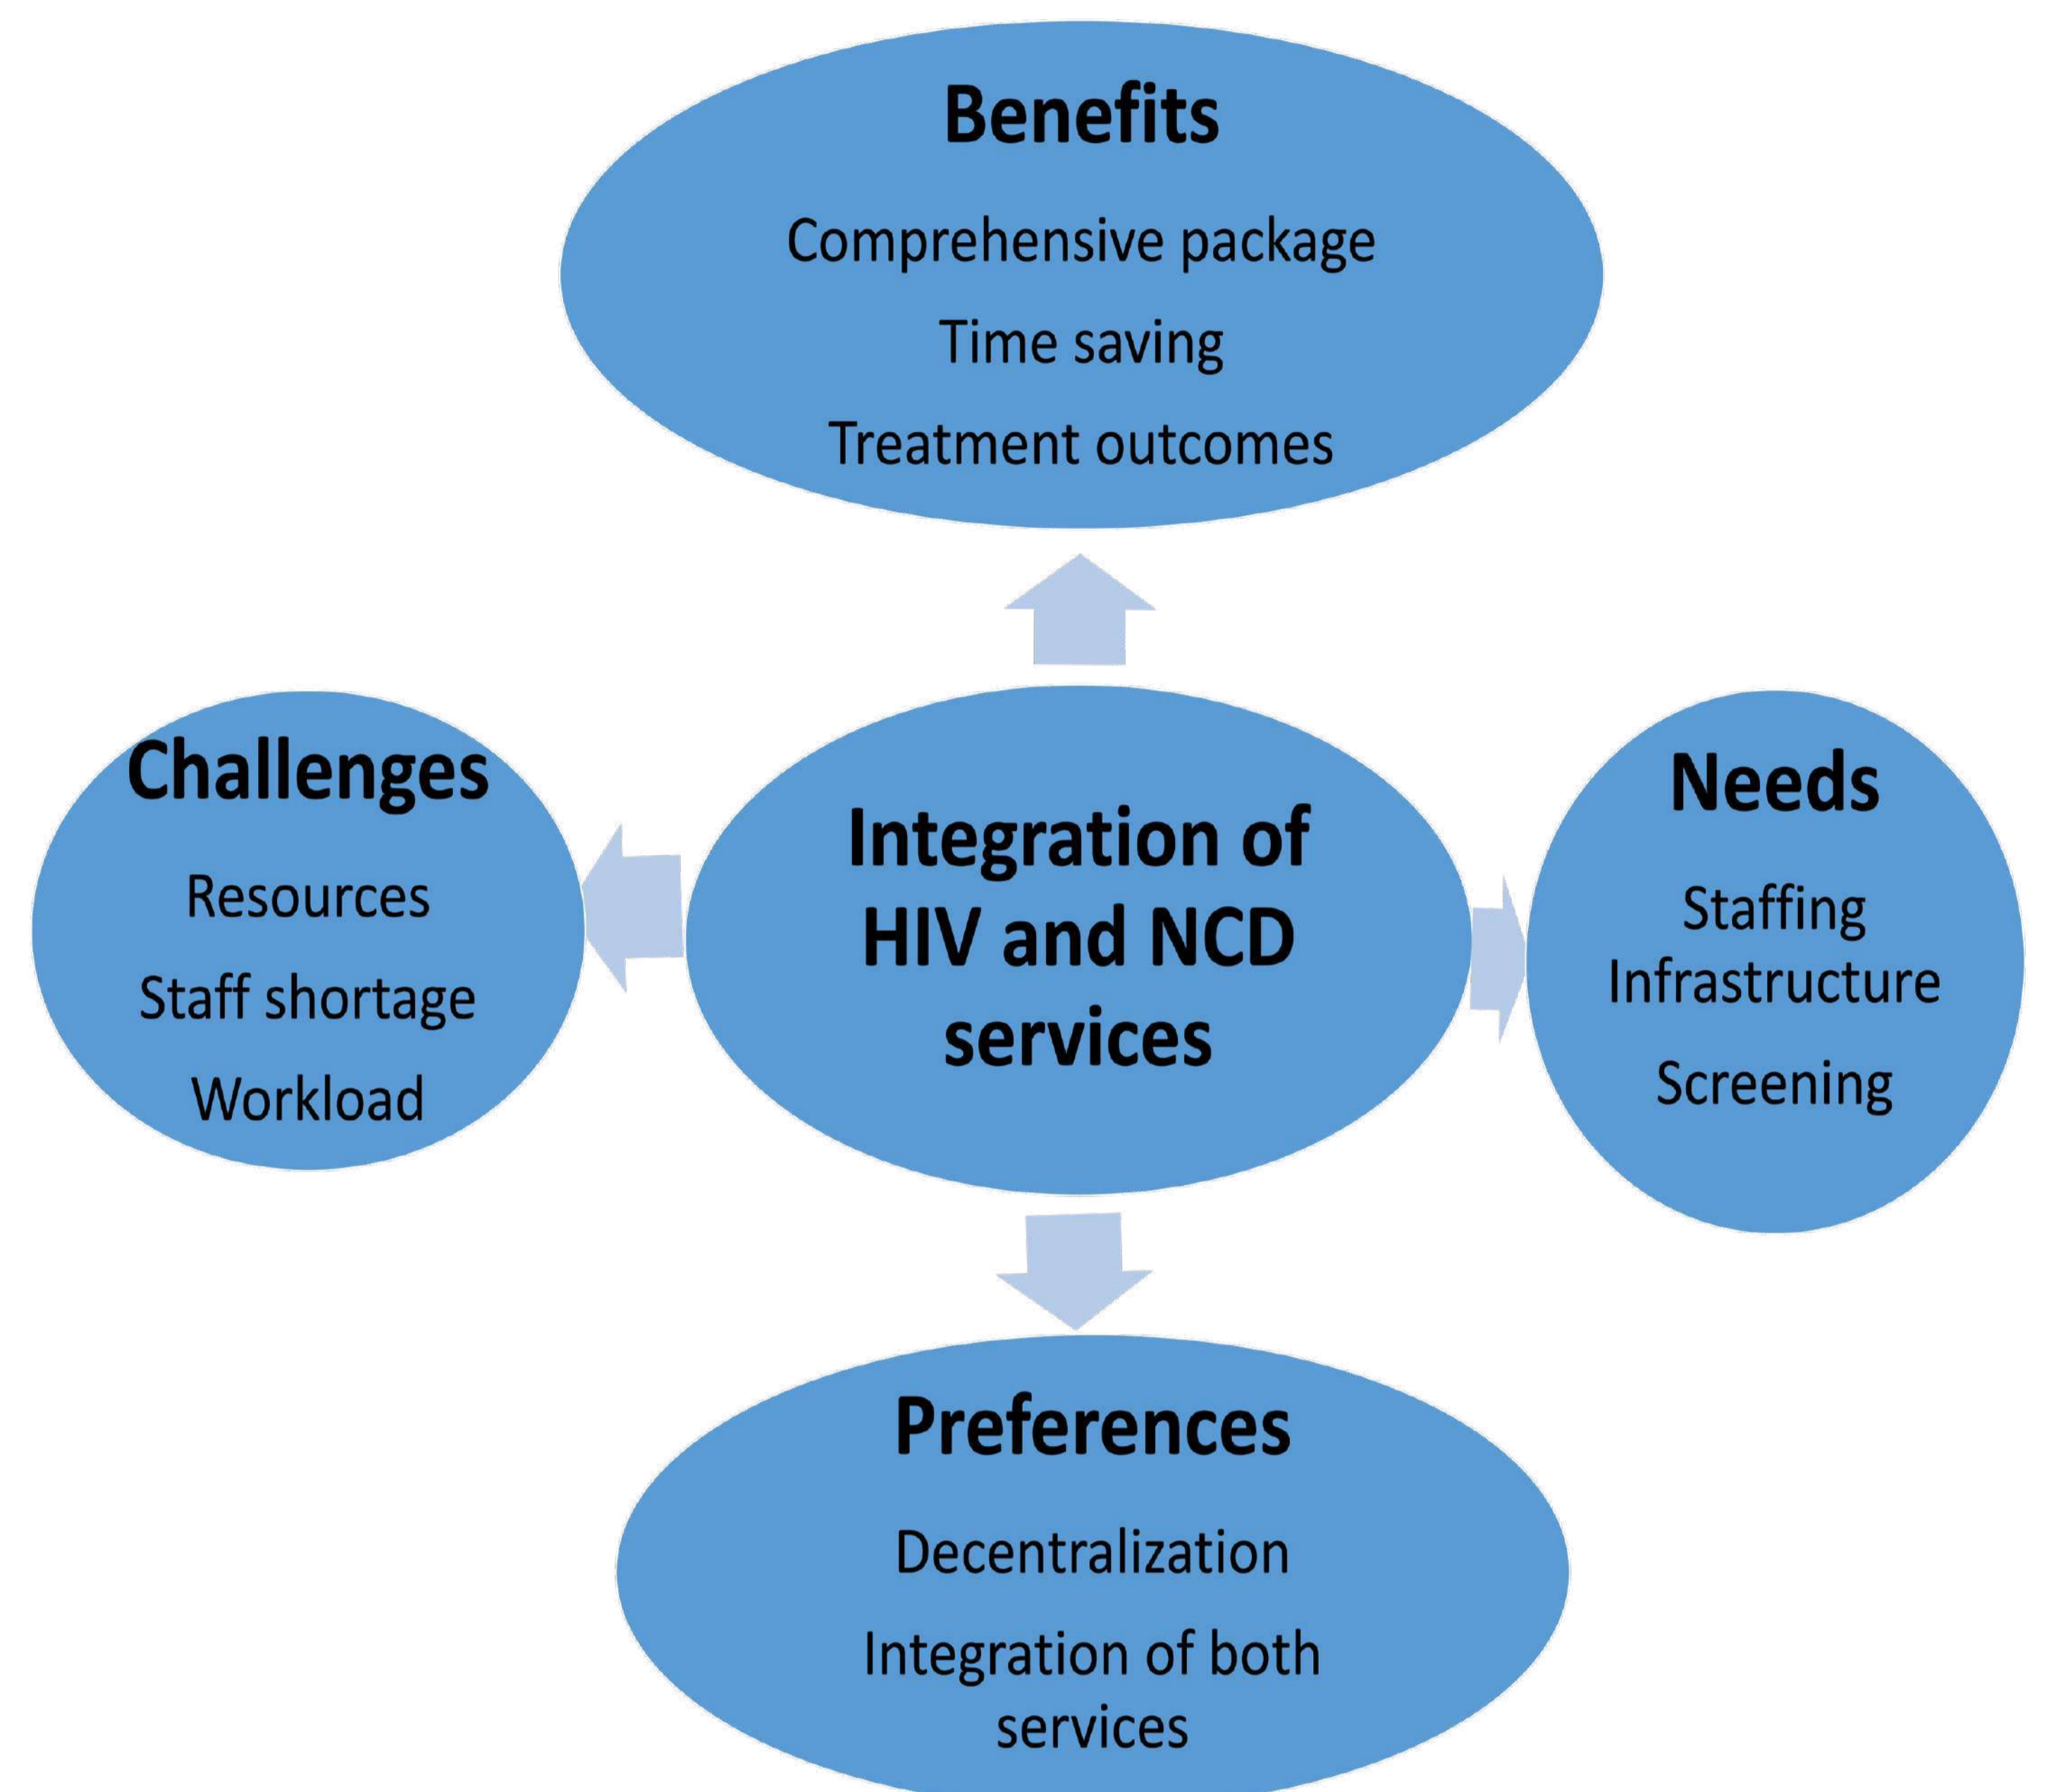 Benefits
Comprehensive package
Time saving
Treatment outcomes
Challenges
Resources
Staff shortage
Workload
Integration of
HIV and NCD
services
Needs
Staffing
Infrastructure
Screening
Preferences
Decentralization
Integration of both
services